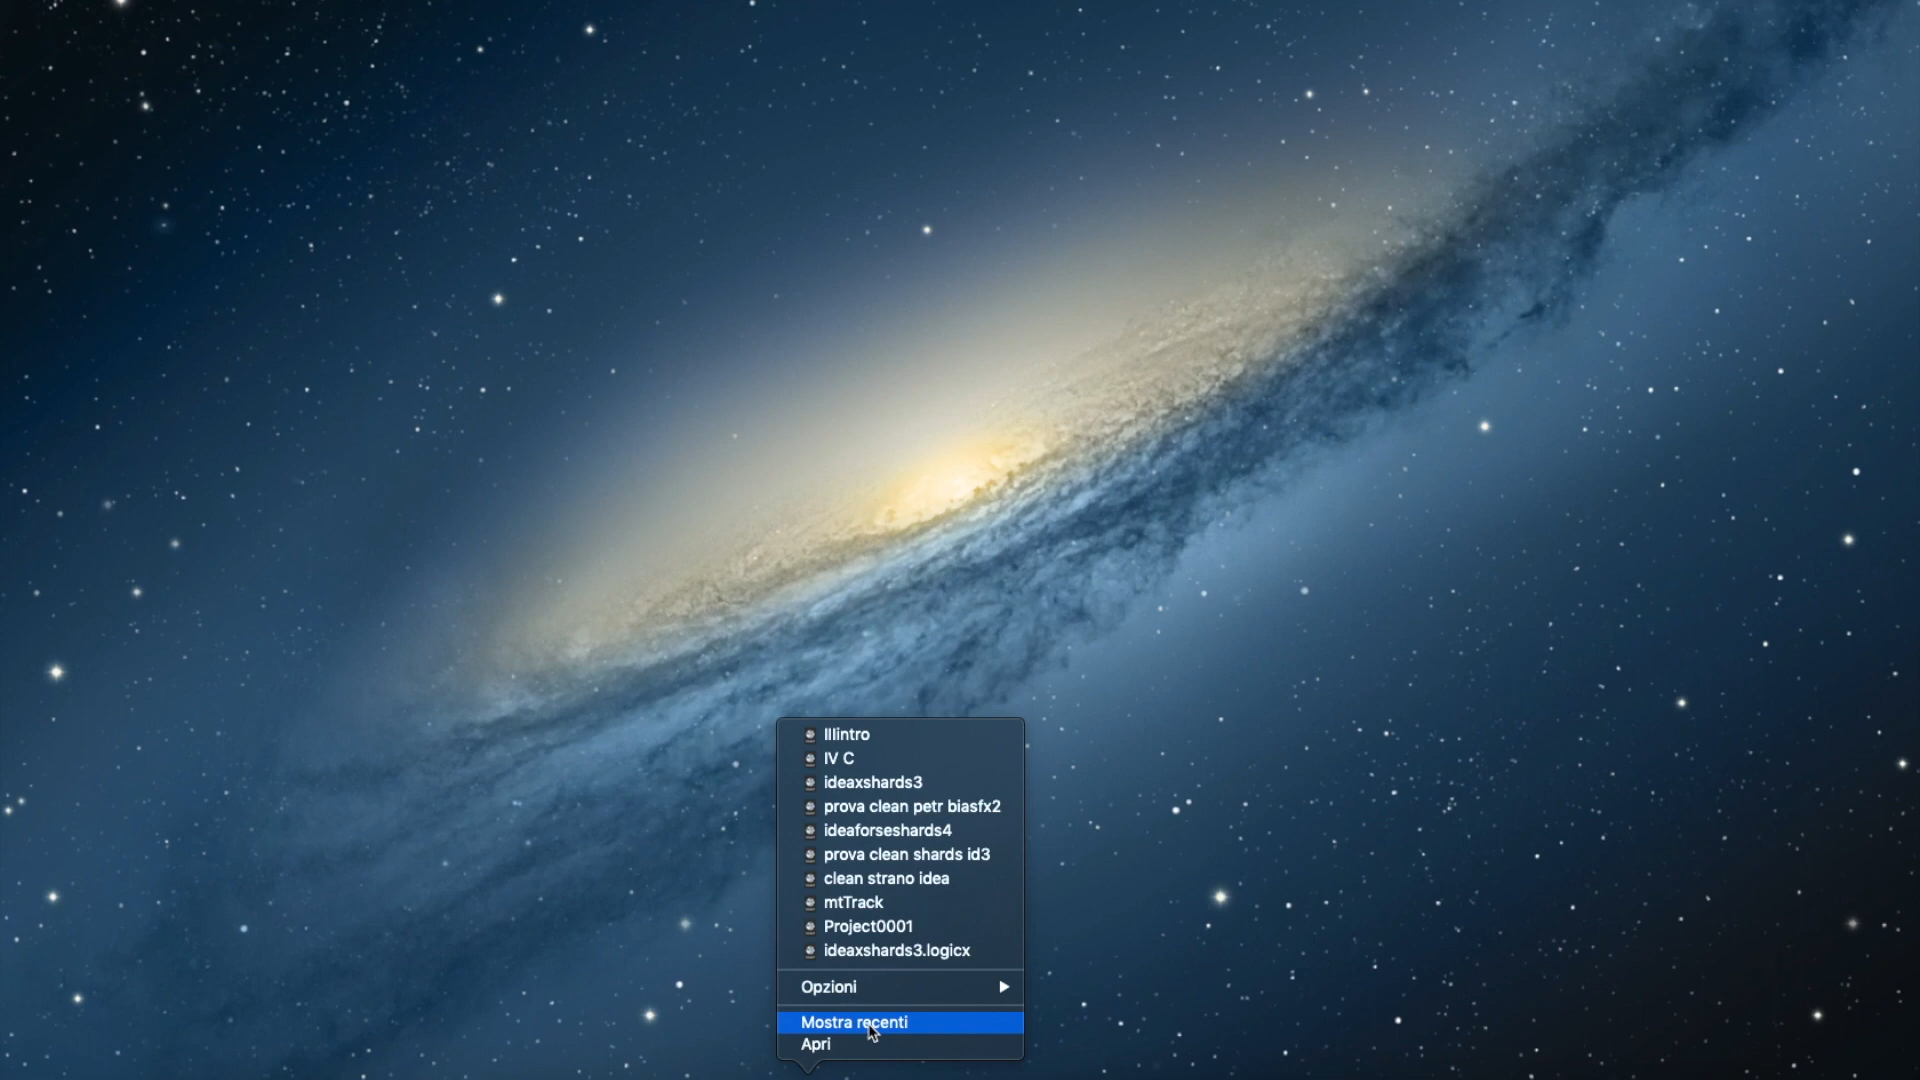 IIIintro
IV C
ideaxshards3
prova clean petr biasfx2
ideaforseshards4
prova clean shards id3
clean strano idea
mtTrack
Project0001
ideaxshards3.logicx
Opzioni
Mostra recenti
Apri